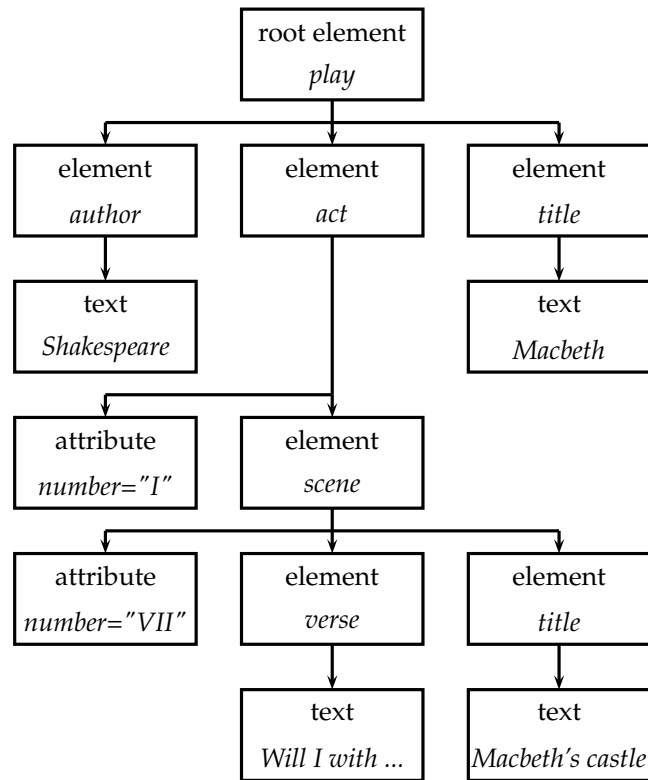 root element
play
element
author
element
act
element
title
text
Shakespeare
text
Macbeth
attribute
number="I"
element
scene
attribute
number="VII"
element
verse
element
title
text
Will I with ...
text
Macbeth's castle